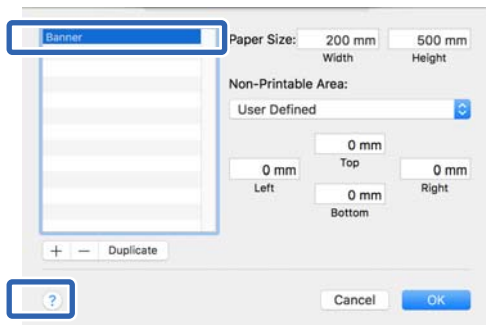 Banner
Paper Size: 200 mm 500 mm
Width Height
Non-Printable Area:
User Defined
0 mm
Top
0 mm 0 mm
Left Right
0 mm
Bottom
+ − Duplicate
? Cancel OK